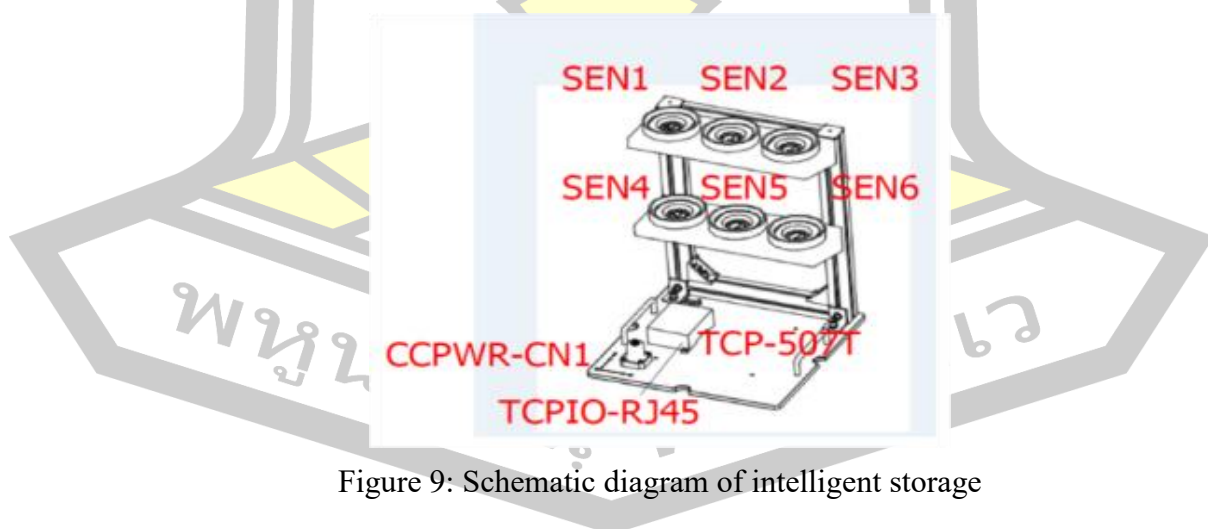 SEN1 SEN2 SEN3
SEN4 SEN5 SEN6
CCPWR-CN1 TCP-507T
TCPIO-RJ45
Figure 9: Schematic diagram of intelligent storage